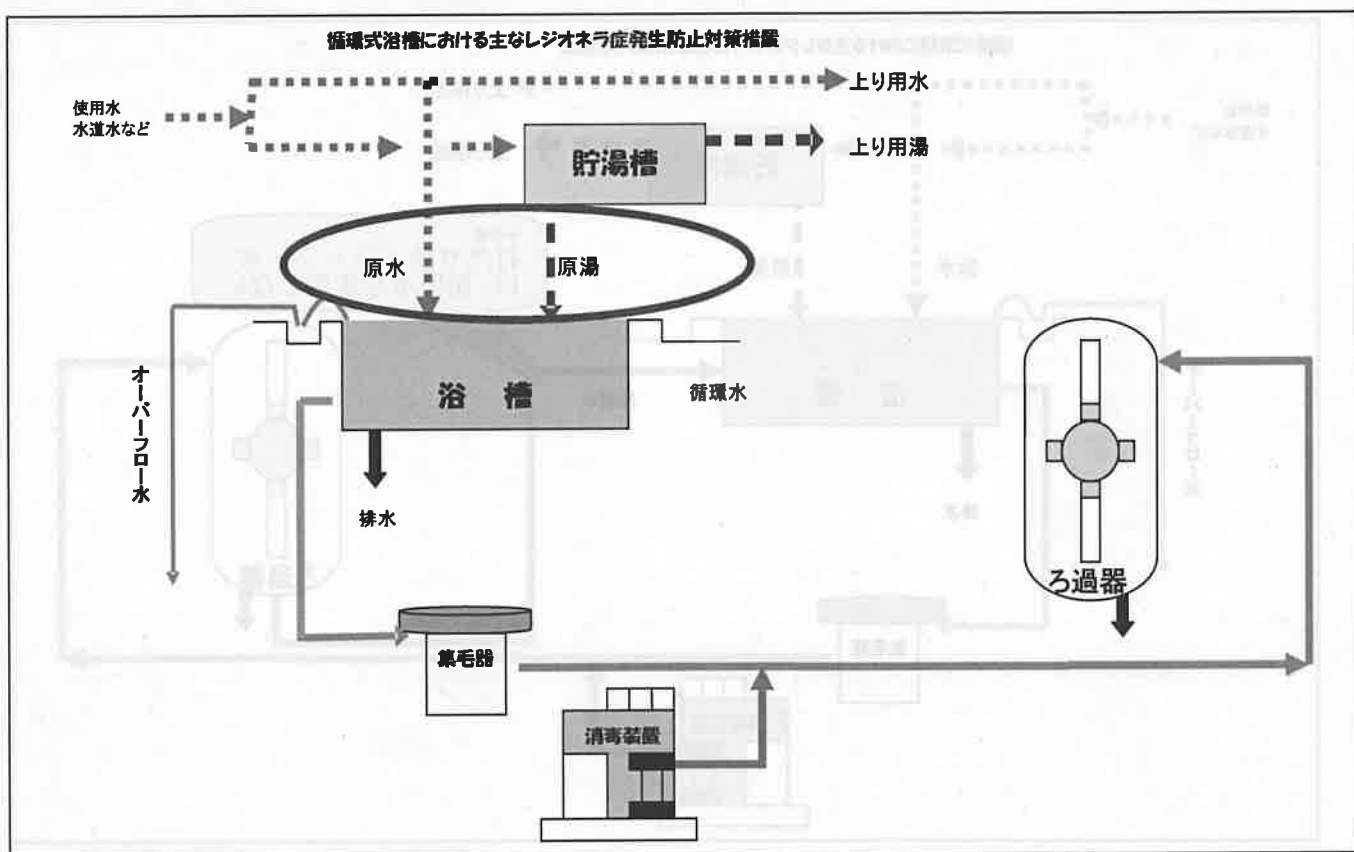 循環式浴槽における主なレジオネラ症発生防止対策措置
使用水
水道水など
上り用水
貯湯槽
上り用湯
原水
原湯
オーバーフロー水
浴槽
循環水
排水
ろ過器
集毛器
消毒装置